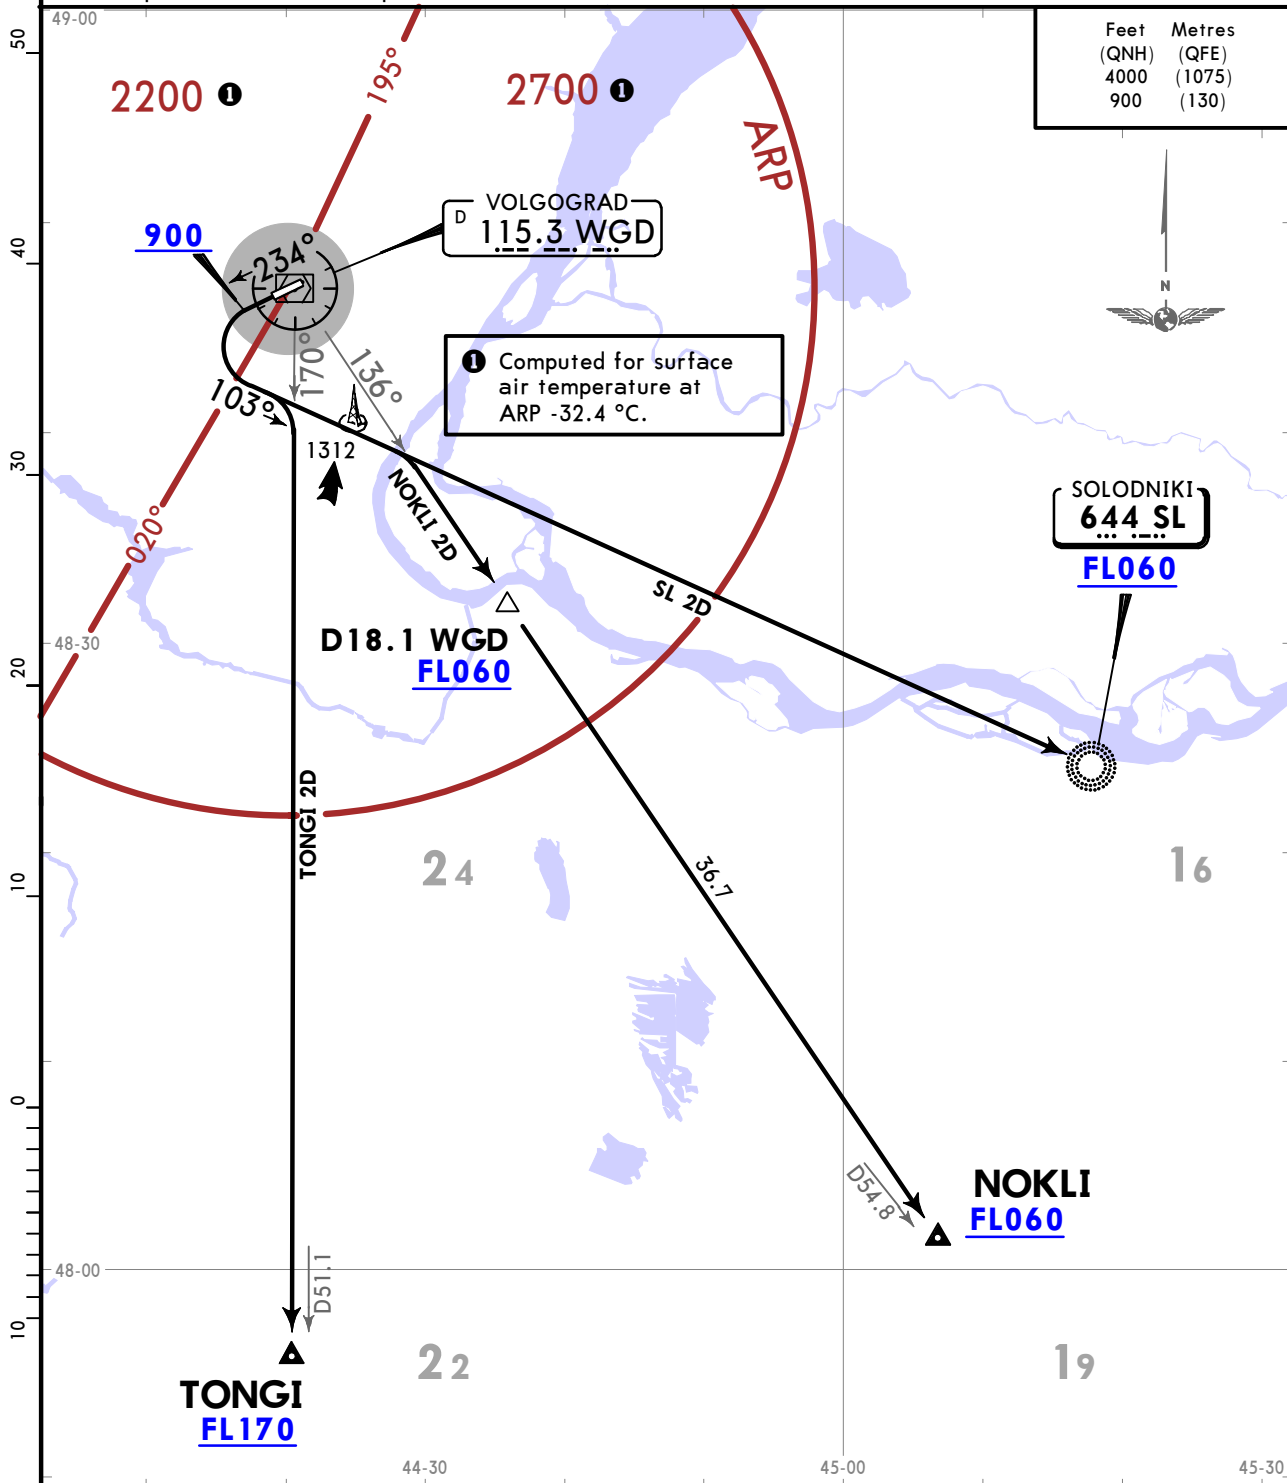 49-00
Feet Metres
(QNH) (QFE)
4000 (1075)
900 (130)
50
2200 1
195°
2700 1
ARP
N
VOLGOGRAD
D 115.3 WGD
900
234°
40
170°
136°
1 Computed for surface
air temperature at
ARP -32.4 °C.
103°
1312
30
NOKLI 2D
020°
SOLODNIKI
644 SL
FL060
SL 2D
48-30
D18.1 WGD
FL060
20
TONGI 2D
24
36.7
16
10
0
D54.8
NOKLI
FL060
48-00
D51.1
10
TONGI
FL170
22
19
44-30
45-00
45-30